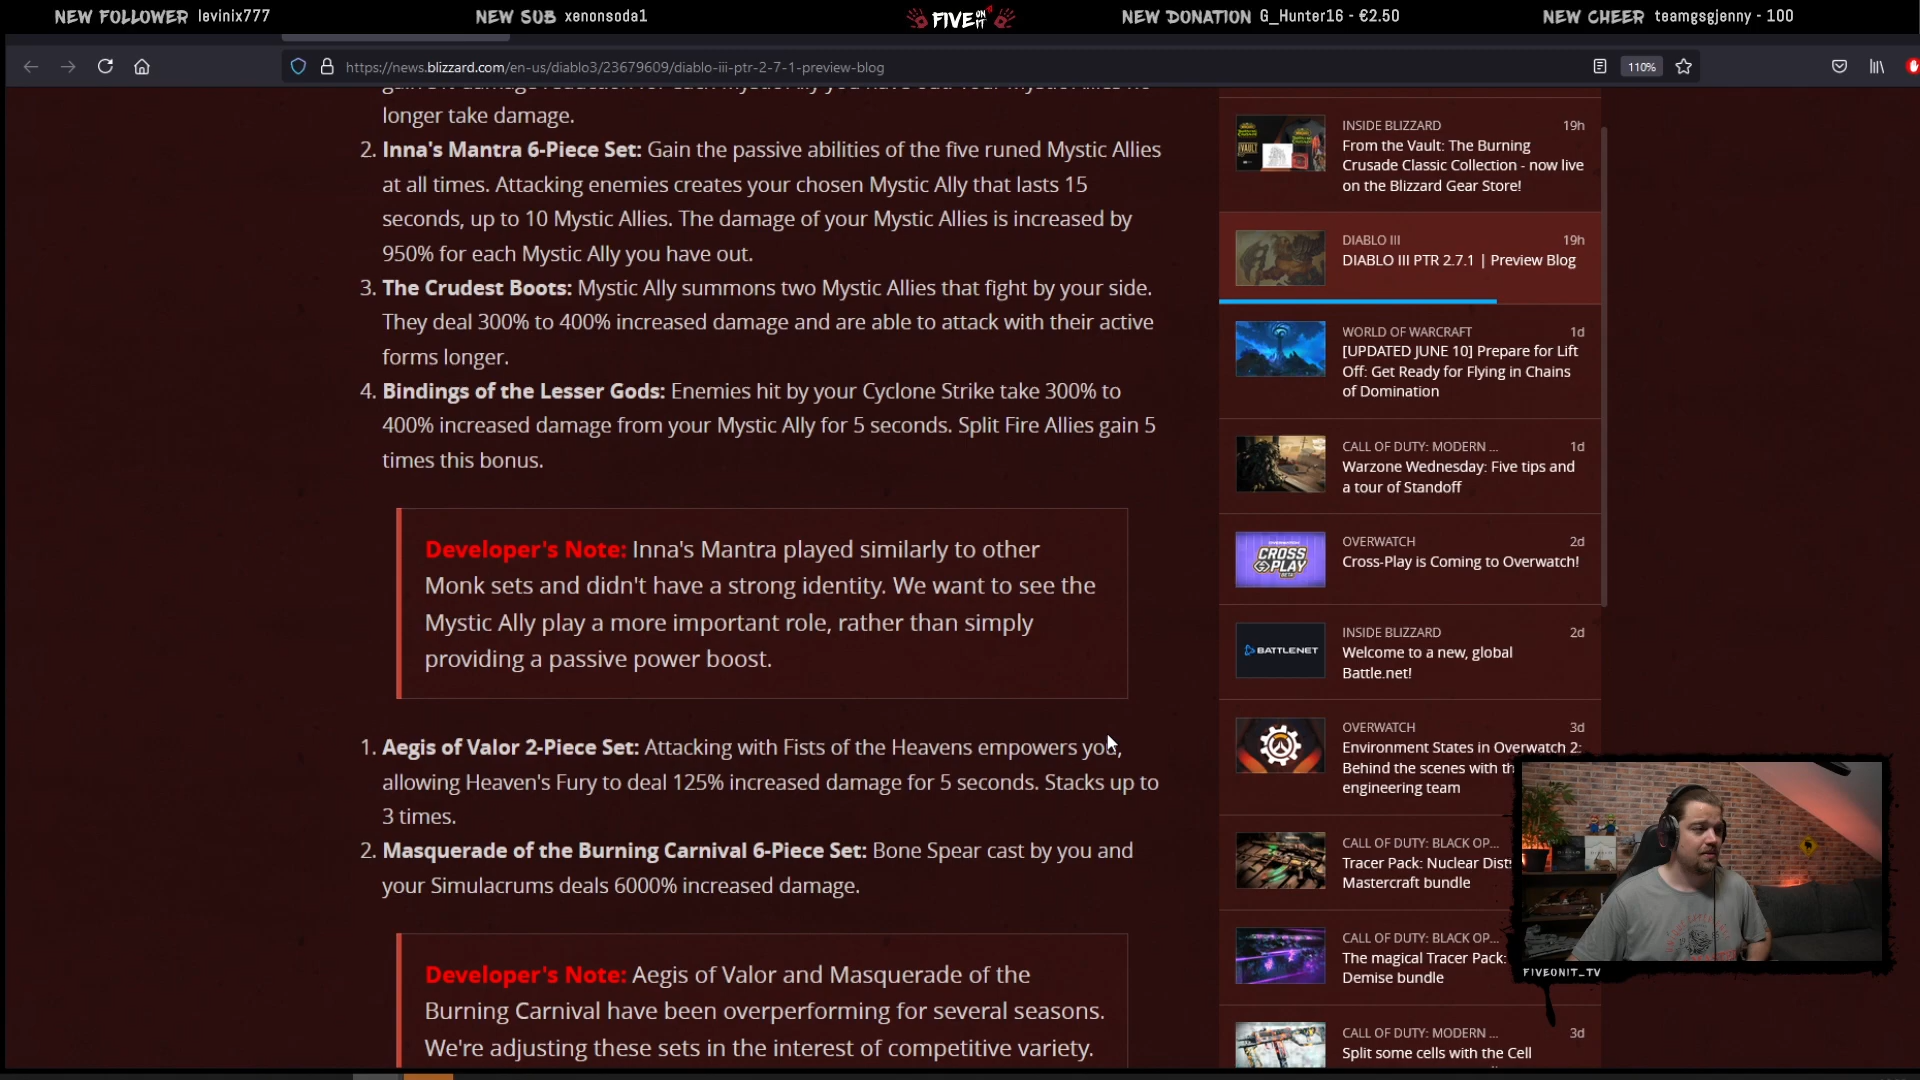 NEW FOLLOWER levinix777 NEW SUB xenonsoda1 FIVE ON IT NEW DONATION G_Hunter16 - €2.50 NEW CHEER teamgsgjenny - 100
https://news.blizzard.com/en-us/diablo3/23679609/diablo-iii-ptr-2-7-1-preview-blog 110%
longer take damage.
2. Inna's Mantra 6-Piece Set: Gain the passive abilities of the five runed Mystic Allies
at all times. Attacking enemies creates your chosen Mystic Ally that lasts 15
seconds, up to 10 Mystic Allies. The damage of your Mystic Allies is increased by
950% for each Mystic Ally you have out.
3. The Crudest Boots: Mystic Ally summons two Mystic Allies that fight by your side.
They deal 300% to 400% increased damage and are able to attack with their active
forms longer.
4. Bindings of the Lesser Gods: Enemies hit by your Cyclone Strike take 300% to
400% increased damage from your Mystic Ally for 5 seconds. Split Fire Allies gain 5
times this bonus.
Developer's Note: Inna's Mantra played similarly to other
Monk sets and didn't have a strong identity. We want to see the
Mystic Ally play a more important role, rather than simply
providing a passive power boost.
1. Aegis of Valor 2-Piece Set: Attacking with Fists of the Heavens empowers you,
allowing Heaven's Fury to deal 125% increased damage for 5 seconds. Stacks up to
3 times.
2. Masquerade of the Burning Carnival 6-Piece Set: Bone Spear cast by you and
your Simulacrums deals 6000% increased damage.
Developer's Note: Aegis of Valor and Masquerade of the
Burning Carnival have been overperforming for several seasons.
We're adjusting these sets in the interest of competitive variety.
INSIDE BLIZZARD 19h
From the Vault: The Burning
Crusade Classic Collection - now live
on the Blizzard Gear Store!
DIABLO III 19h
DIABLO III PTR 2.7.1 | Preview Blog
WORLD OF WARCRAFT 1d
[UPDATED JUNE 10] Prepare for Lift
Off: Get Ready for Flying in Chains
of Domination
CALL OF DUTY: MODERN ... 1d
Warzone Wednesday: Five tips and
a tour of Standoff
OVERWATCH 2d
Cross-Play is Coming to Overwatch!
CROSS
PLAY
BETA
INSIDE BLIZZARD 2d
Welcome to a new, global
Battle.net!
BATTLENET
OVERWATCH 3d
Environment States in Overwatch 2:
Behind the scenes with th
engineering team
CALL OF DUTY: BLACK OP...
Tracer Pack: Nuclear Dist
Mastercraft bundle
CALL OF DUTY: BLACK OP...
The magical Tracer Pack:
Demise bundle
CALL OF DUTY: MODERN ... 3d
Split some cells with the Cell
FIVEONIT_TV